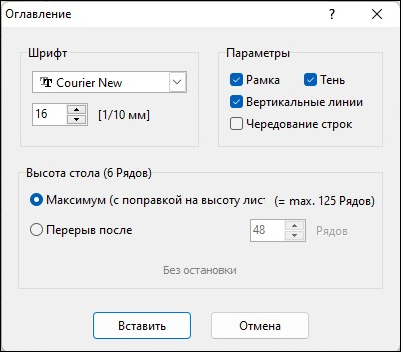 Оглавление
Шрифт
Courier New
16 [1/10 мм]
Параметры
Рамка Тень
Вертикальные линии
Чередование строк
Высота стола (6 Рядов)
Максимум (с поправкой на высоту лист (= max. 125 Рядов)
Перерыв после 48 Рядов
Без остановки
Вставить Отмена